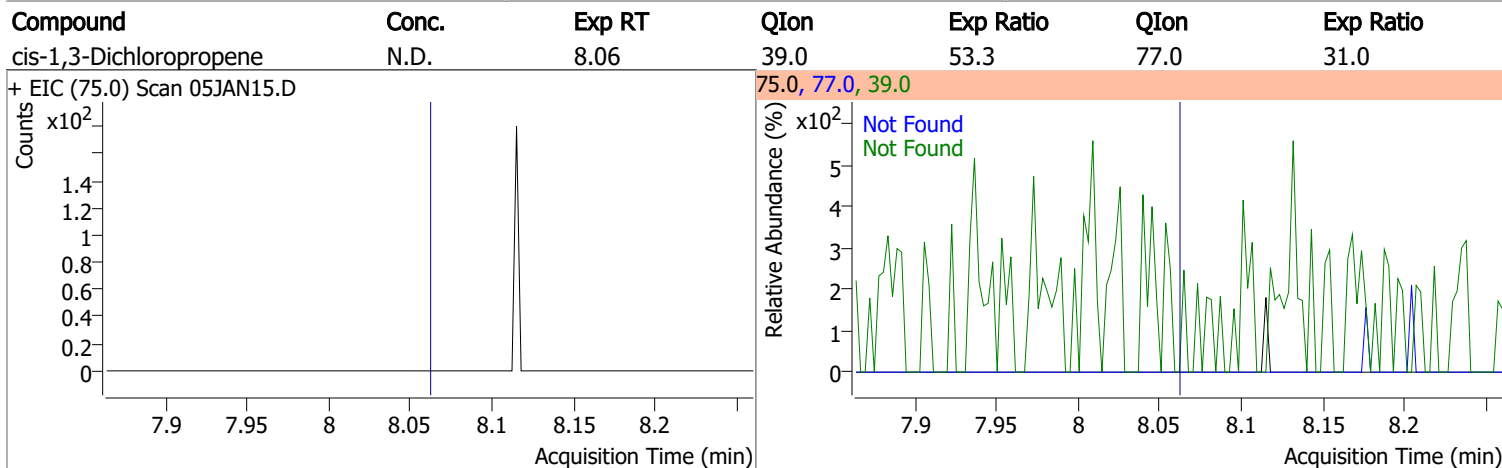 Compound Conc. Exp RT QIon Exp Ratio QIon Exp Ratio
cis-1,3-Dichloropropene N.D. 8.06 39.0 53.3 77.0 31.0
+ EIC (75.0) Scan 05JAN15.D
Counts
x10²
1.4
1.2
1
0.8
0.6
0.4
0.2
0
7.9 7.95 8 8.05 8.1 8.15 8.2
Acquisition Time (min)
75.0, 77.0, 39.0
Relative Abundance (%)
x10²
Not Found
Not Found
5
4
3
2
1
0
7.9 7.95 8 8.05 8.1 8.15 8.2
Acquisition Time (min)